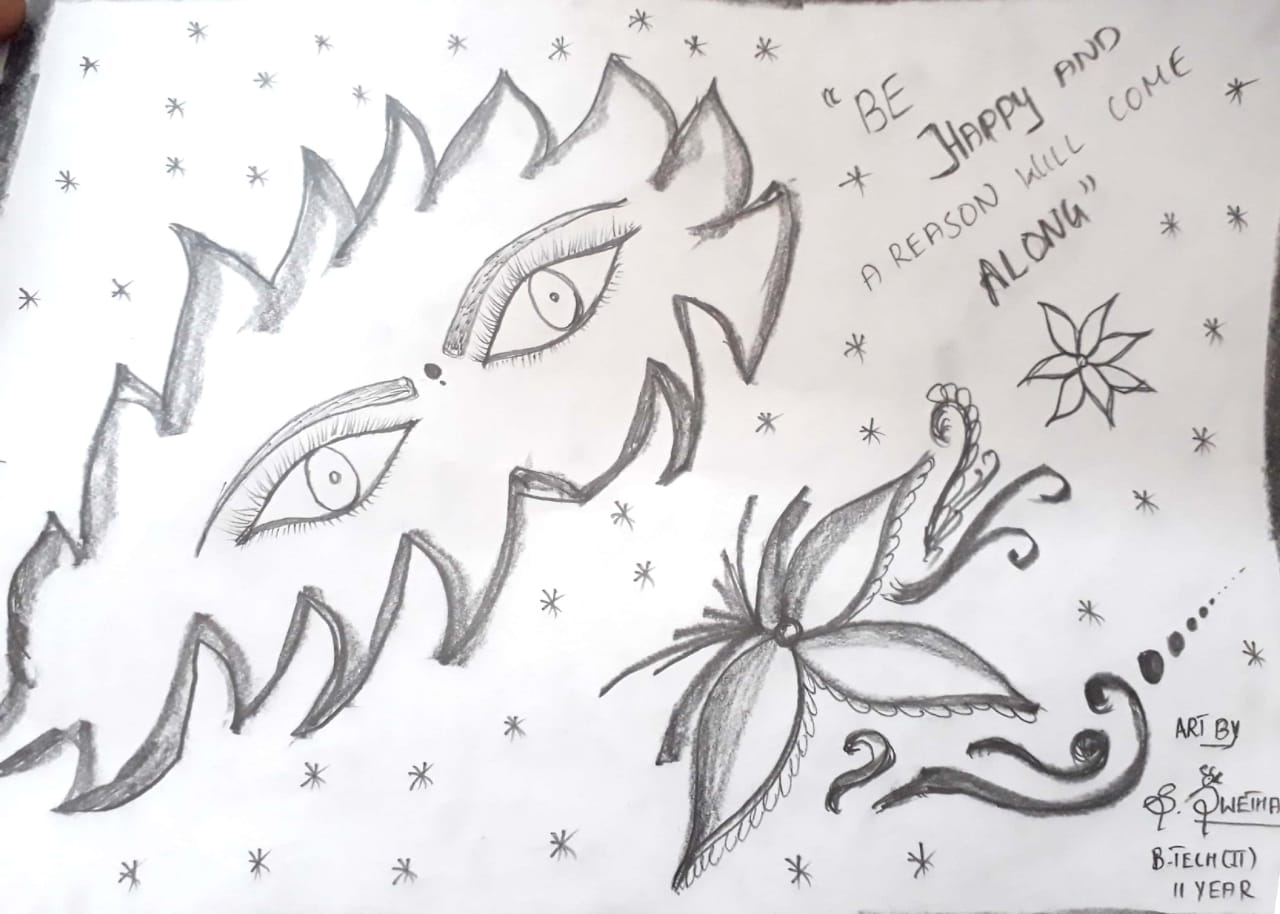 “BE
HAPPY AND
A REASON WILL COME
ALONG”
ART BY
S. SWETHA
B-TECH(IT)
II YEAR